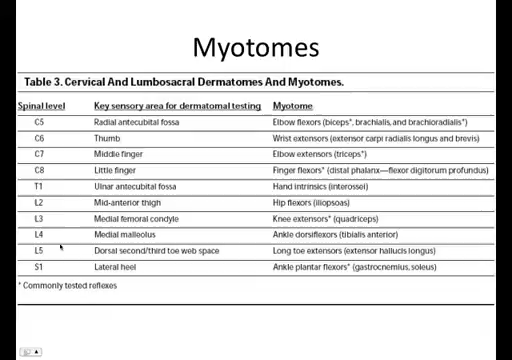 Myotomes
Table 3. Cervical And Lumbosacral Dermatomes And Myotomes.
Spinal level Key sensory area for dermatomal testing Myotome
C5 Radial antecubital fossa Elbow flexors (biceps*, brachialis, and brachioradialis*)
C6 Thumb Wrist extensors (extensor carpi radialis longus and brevis)
C7 Middle finger Elbow extensors (triceps*)
C8 Little finger Finger flexors* (distal phalanx—flexor digitorum profundus)
T1 Ulnar antecubital fossa Hand intrinsics (interossei)
L2 Mid-anterior thigh Hip flexors (iliopsoas)
L3 Medial femoral condyle Knee extensors* (quadriceps)
L4 Medial malleolus Ankle dorsiflexors (tibialis anterior)
L5 Dorsal second/third toe web space Long toe extensors (extensor hallucis longus)
S1 Lateral heel Ankle plantar flexors* (gastrocnemius, soleus)
* Commonly tested reflexes